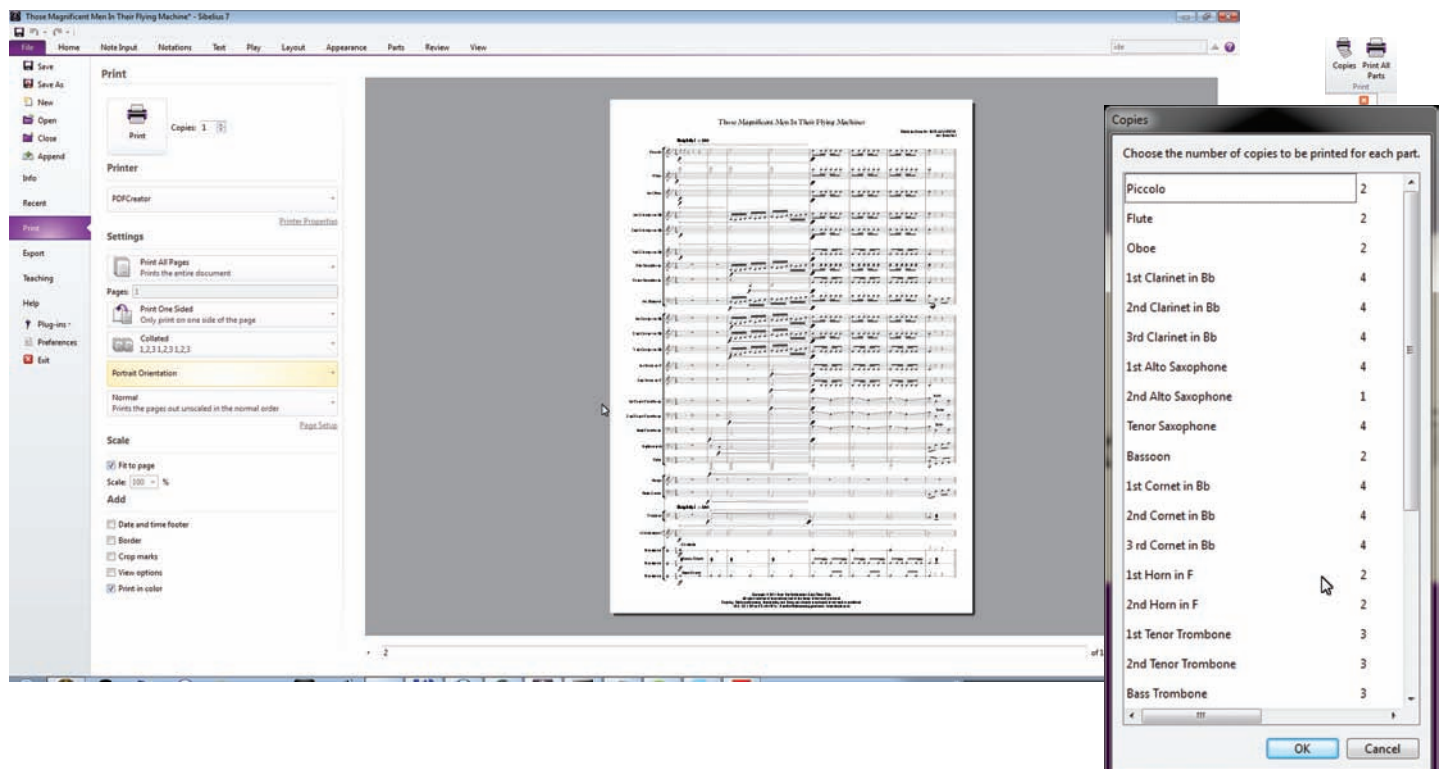 Those Magnificent Men In Their Flying Machine* - Sibelius 7
File Home Note Input Notations Text Play Layout Appearance Parts Review View
Save
Save As
New
Open
Close
Append
Info
Recent
Print
Export
Teaching
Help
Plug-ins
Preferences
Exit
Print
Print
Copies: 1
Printer
PDFCreator
Printer Properties
Settings
Print All Pages
Prints the entire document
Pages: 1
Print One Sided
Only print on one side of the page
Collated
1,2,3 1,2,3 1,2,3
Portrait Orientation
Normal
Prints the pages out unscaled in the normal order
Page Setup
Scale
Fit to page
Scale: 100 %
Add
Date and time footer
Border
Crop marks
View options
Print in color
Those Magnificent Men In Their Flying Machines
2
of 1
Copies Print All
Parts
Print
Copies
Choose the number of copies to be printed for each part.
Piccolo 2
Flute 2
Oboe 2
1st Clarinet in Bb 4
2nd Clarinet in Bb 4
3rd Clarinet in Bb 4
1st Alto Saxophone 4
2nd Alto Saxophone 1
Tenor Saxophone 4
Bassoon 2
1st Cornet in Bb 4
2nd Cornet in Bb 4
3 rd Cornet in Bb 4
1st Horn in F 2
2nd Horn in F 2
1st Tenor Trombone 3
2nd Tenor Trombone 3
Bass Trombone 3
OK Cancel